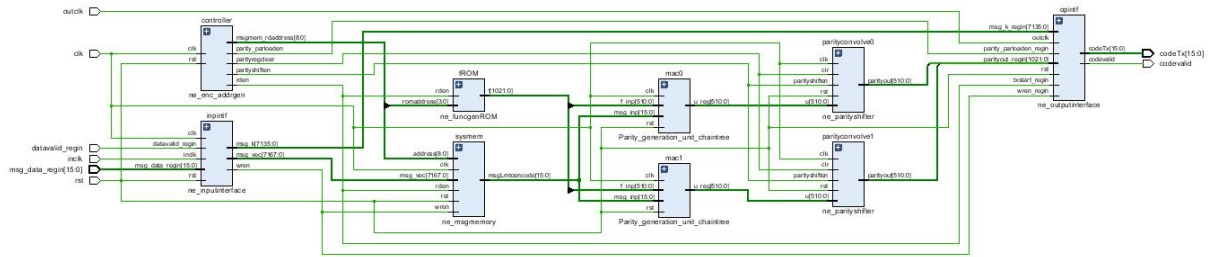 outclk
clk
datavalid_regin
inclk
msg_data_regin[15:0]
rst
controller
clk
rst
msgmem_rdaddress[8:0]
parity_parloaden
parityregclear
parityshiften
rden
ne_enc_addrgen
inpintf
clk
datavalid_regin
inclk
msg_data_regin[15:0]
rst
msg_k[7135:0]
msg_vec[7167:0]
wren
ne_inputinterface
fROM
rden
romaddress[3:0]
f[1021:0]
ne_funcgenROM
sysmem
address[8:0]
clk
msg_vec[7167:0]
rden
rst
wren
msgLmtoencode[15:0]
ne_msgmemory
mac0
clk
f_inp[510:0]
msg_inp[15:0]
rst
u_reg[510:0]
Parity_generation_unit_chaintree
mac1
clk
f_inp[510:0]
msg_inp[15:0]
rst
u_reg[510:0]
Parity_generation_unit_chaintree
parityconvolve0
clk
clr
parityshiften
rst
u[510:0]
parityout[510:0]
ne_parityshifter
parityconvolve1
clk
clr
parityshiften
rst
u[510:0]
parityout[510:0]
ne_parityshifter
opintf
clk
msg_k_regin[7135:0]
outclk
parity_parloaden_regin
parityout_regin[1021:0]
rst
txstart_regin
wren_regin
codeTx[15:0]
codevalid
ne_outputinterface
codeTx[15:0]
codevalid